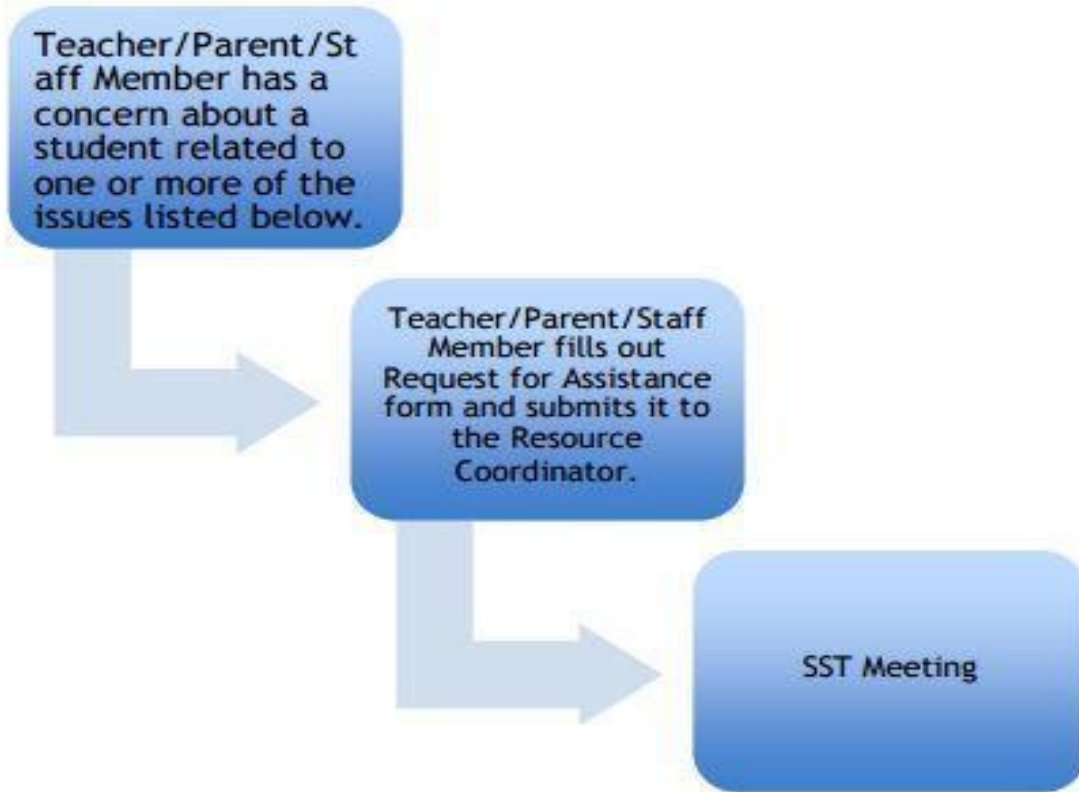 Teacher/Parent/St
aff Member has a
concern about a
student related to
one or more of the
issues listed below.
Teacher/Parent/Staff
Member fills out
Request for Assistance
form and submits it to
the Resource
Coordinator.
SST Meeting